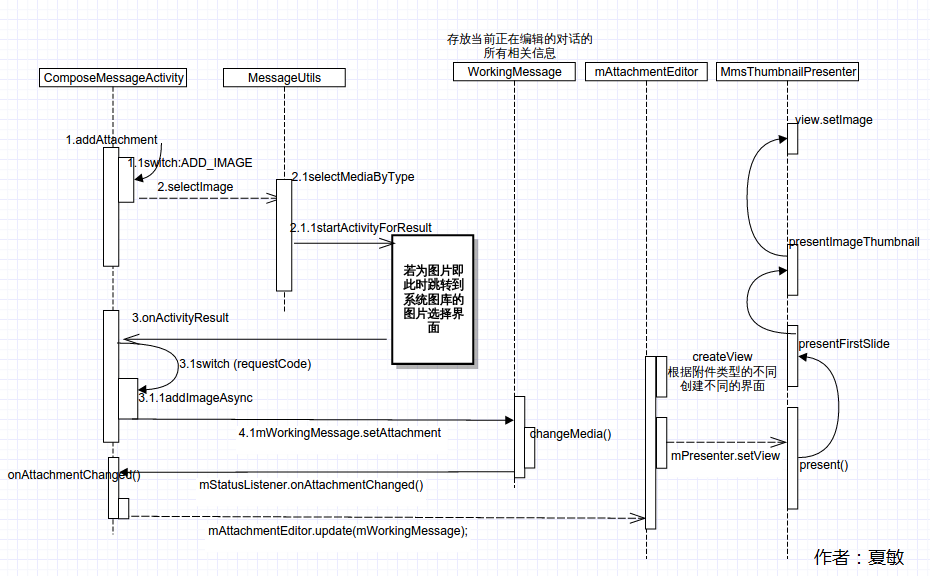 存放当前正在编辑的对话的
所有相关信息
ComposeMessageActivity
MessageUtils
WorkingMessage
mAttachmentEditor
MmsThumbnailPresenter
view.setImage
1.addAttachment
1.1switch:ADD_IMAGE
2.selectImage
2.1selectMediaByType
2.1.1startActivityForResult
presentImageThumbnail
若为图片即
此时跳转到
系统图库的
图片选择界
面
3.onActivityResult
presentFirstSlide
3.1switch (requestCode)
createView
根据附件类型的不同
创建不同的界面
3.1.1addImageAsync
4.1mWorkingMessage.setAttachment
changeMedia()
mPresenter.setView
present()
onAttachmentChanged()
mStatusListener.onAttachmentChanged()
mAttachmentEditor.update(mWorkingMessage);
作者：夏敏